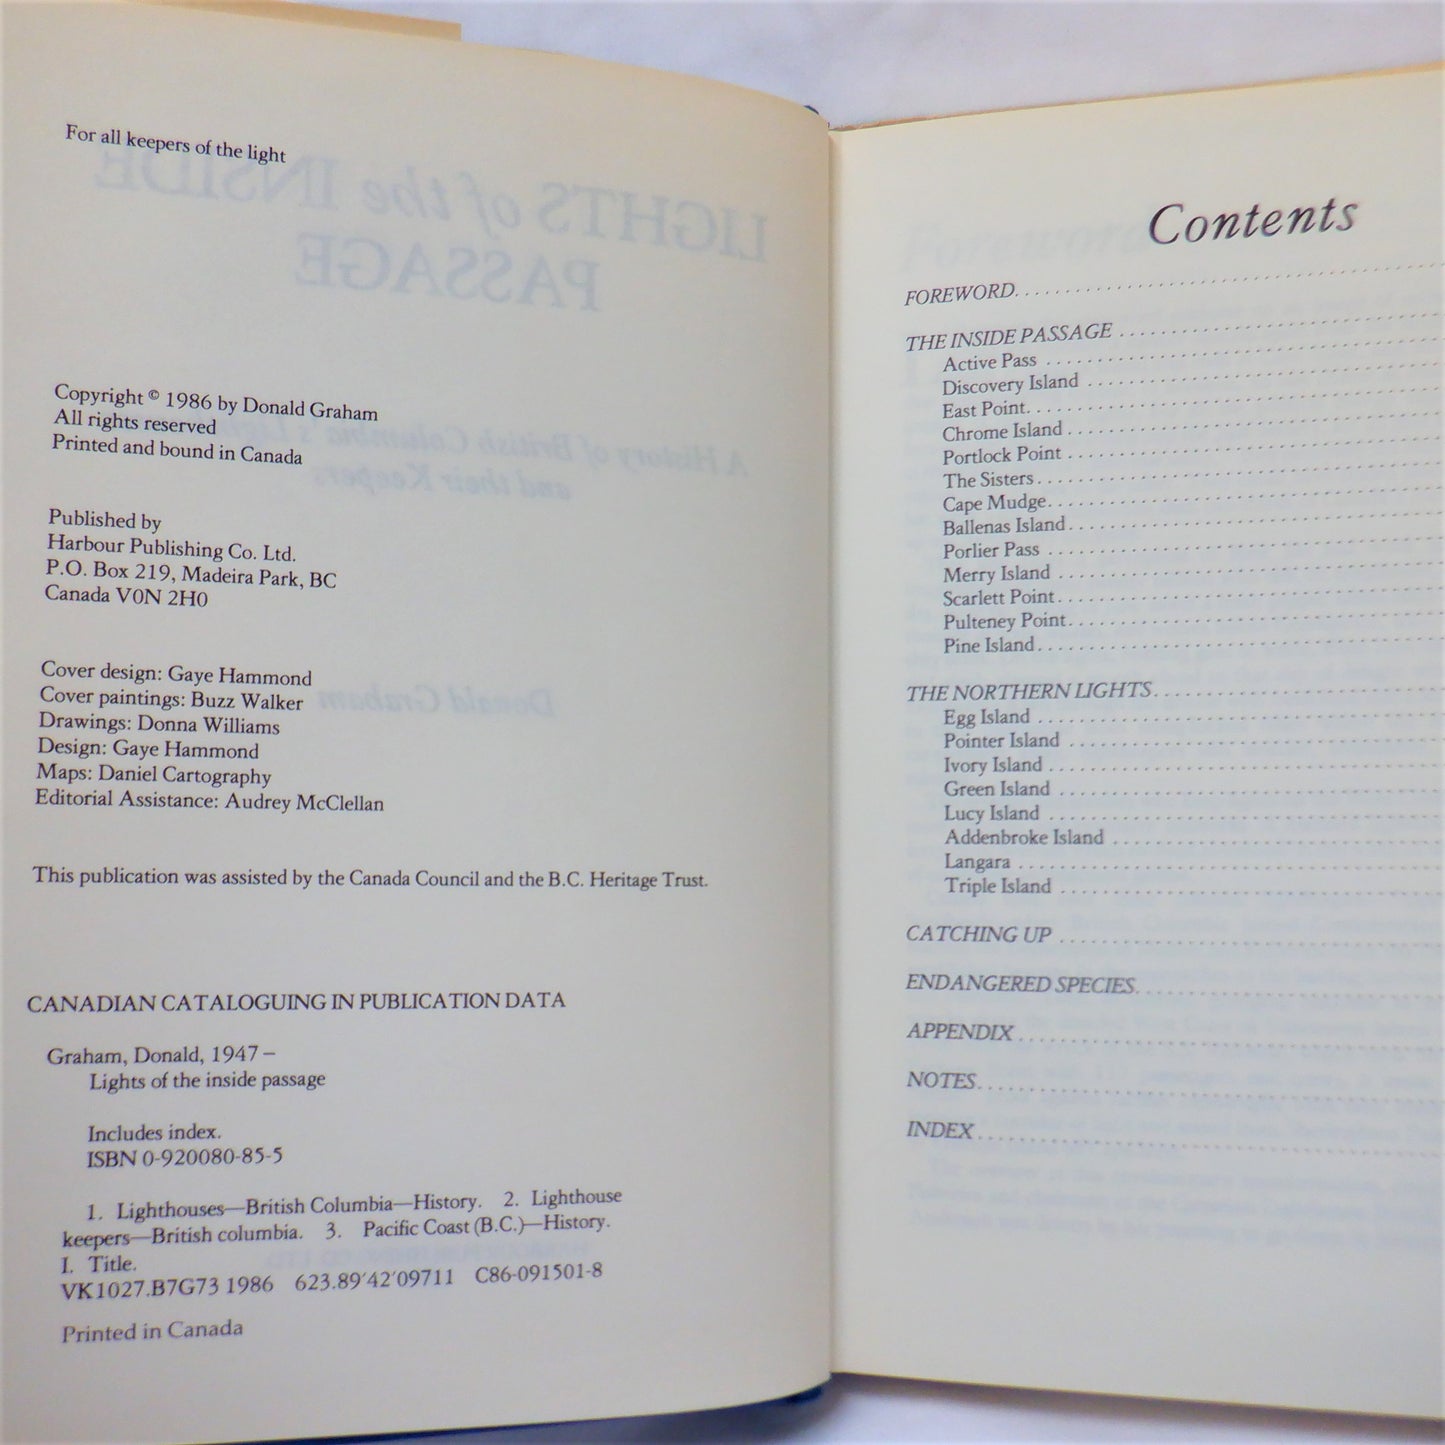 For all keepers of the light
Copyright © 1986 by Donald Graham
All rights reserved
Printed and bound in Canada
Published by
Harbour Publishing Co. Ltd.
P.O. Box 219, Madeira Park, BC
Canada V0N 2H0
Cover design: Gaye Hammond
Cover paintings: Buzz Walker
Drawings: Donna Williams
Design: Gaye Hammond
Maps: Daniel Cartography
Editorial Assistance: Audrey McClellan
This publication was assisted by the Canada Council and the B.C. Heritage Trust.
CANADIAN CATALOGUING IN PUBLICATION DATA
Graham, Donald, 1947 –
Lights of the inside passage
Includes index.
ISBN 0-920080-85-5
1. Lighthouses—British Columbia—History. 2. Lighthouse
keepers—British columbia. 3. Pacific Coast (B.C.)—History.
I. Title.
VK1027.B7G73 1986 623.89'42'09711 C86-091501-8
Printed in Canada
Contents
FOREWORD
THE INSIDE PASSAGE
Active Pass
Discovery Island
East Point
Chrome Island
Portlock Point
The Sisters
Cape Mudge
Ballenas Island
Porlier Pass
Merry Island
Scarlett Point
Pulteney Point
Pine Island
THE NORTHERN LIGHTS
Egg Island
Pointer Island
Ivory Island
Green Island
Lucy Island
Addenbroke Island
Langara
Triple Island
CATCHING UP
ENDANGERED SPECIES
APPENDIX
NOTES
INDEX